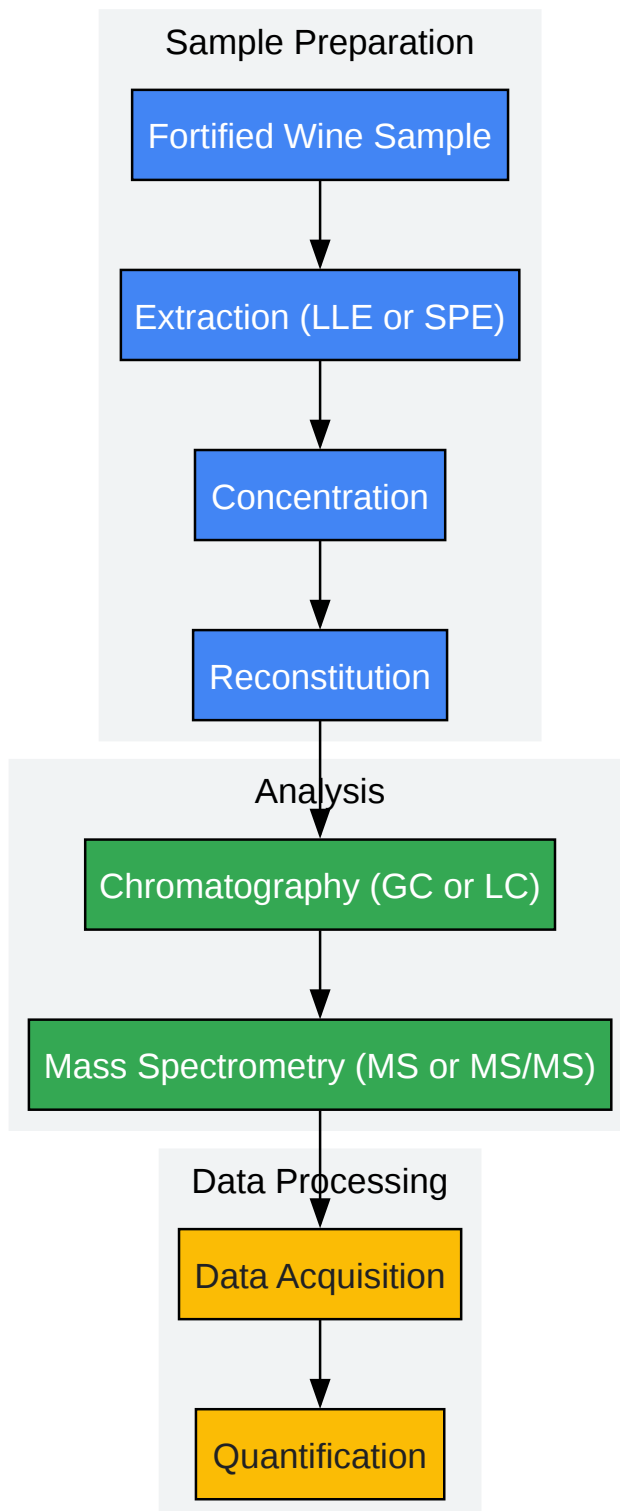 Sample Preparation
Fortified Wine Sample
Extraction (LLE or SPE)
Concentration
Reconstitution
Analysis
Chromatography (GC or LC)
Mass Spectrometry (MS or MS/MS)
Data Processing
Data Acquisition
Quantification